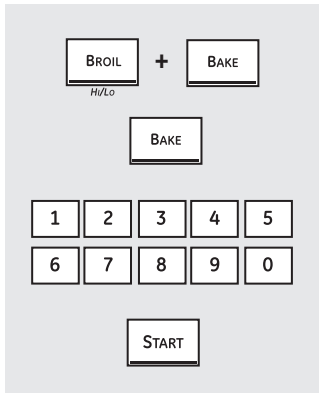 BROIL + BAKE
HI/LO
BAKE
1 2 3 4 5
6 7 8 9 0
START